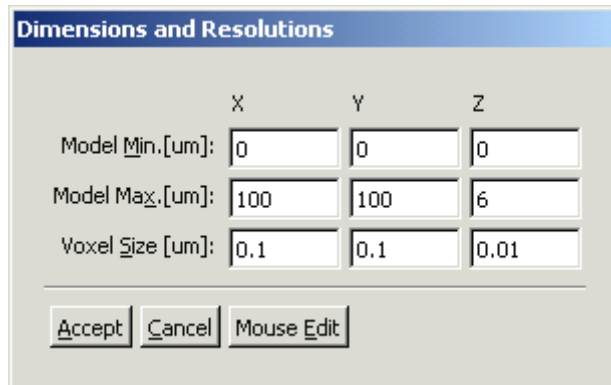 Dimensions and Resolutions
X Y Z
Model Min.[um]: 0 0 0
Model Max.[um]: 100 100 6
Voxel Size [um]: 0.1 0.1 0.01
Accept Cancel Mouse Edit